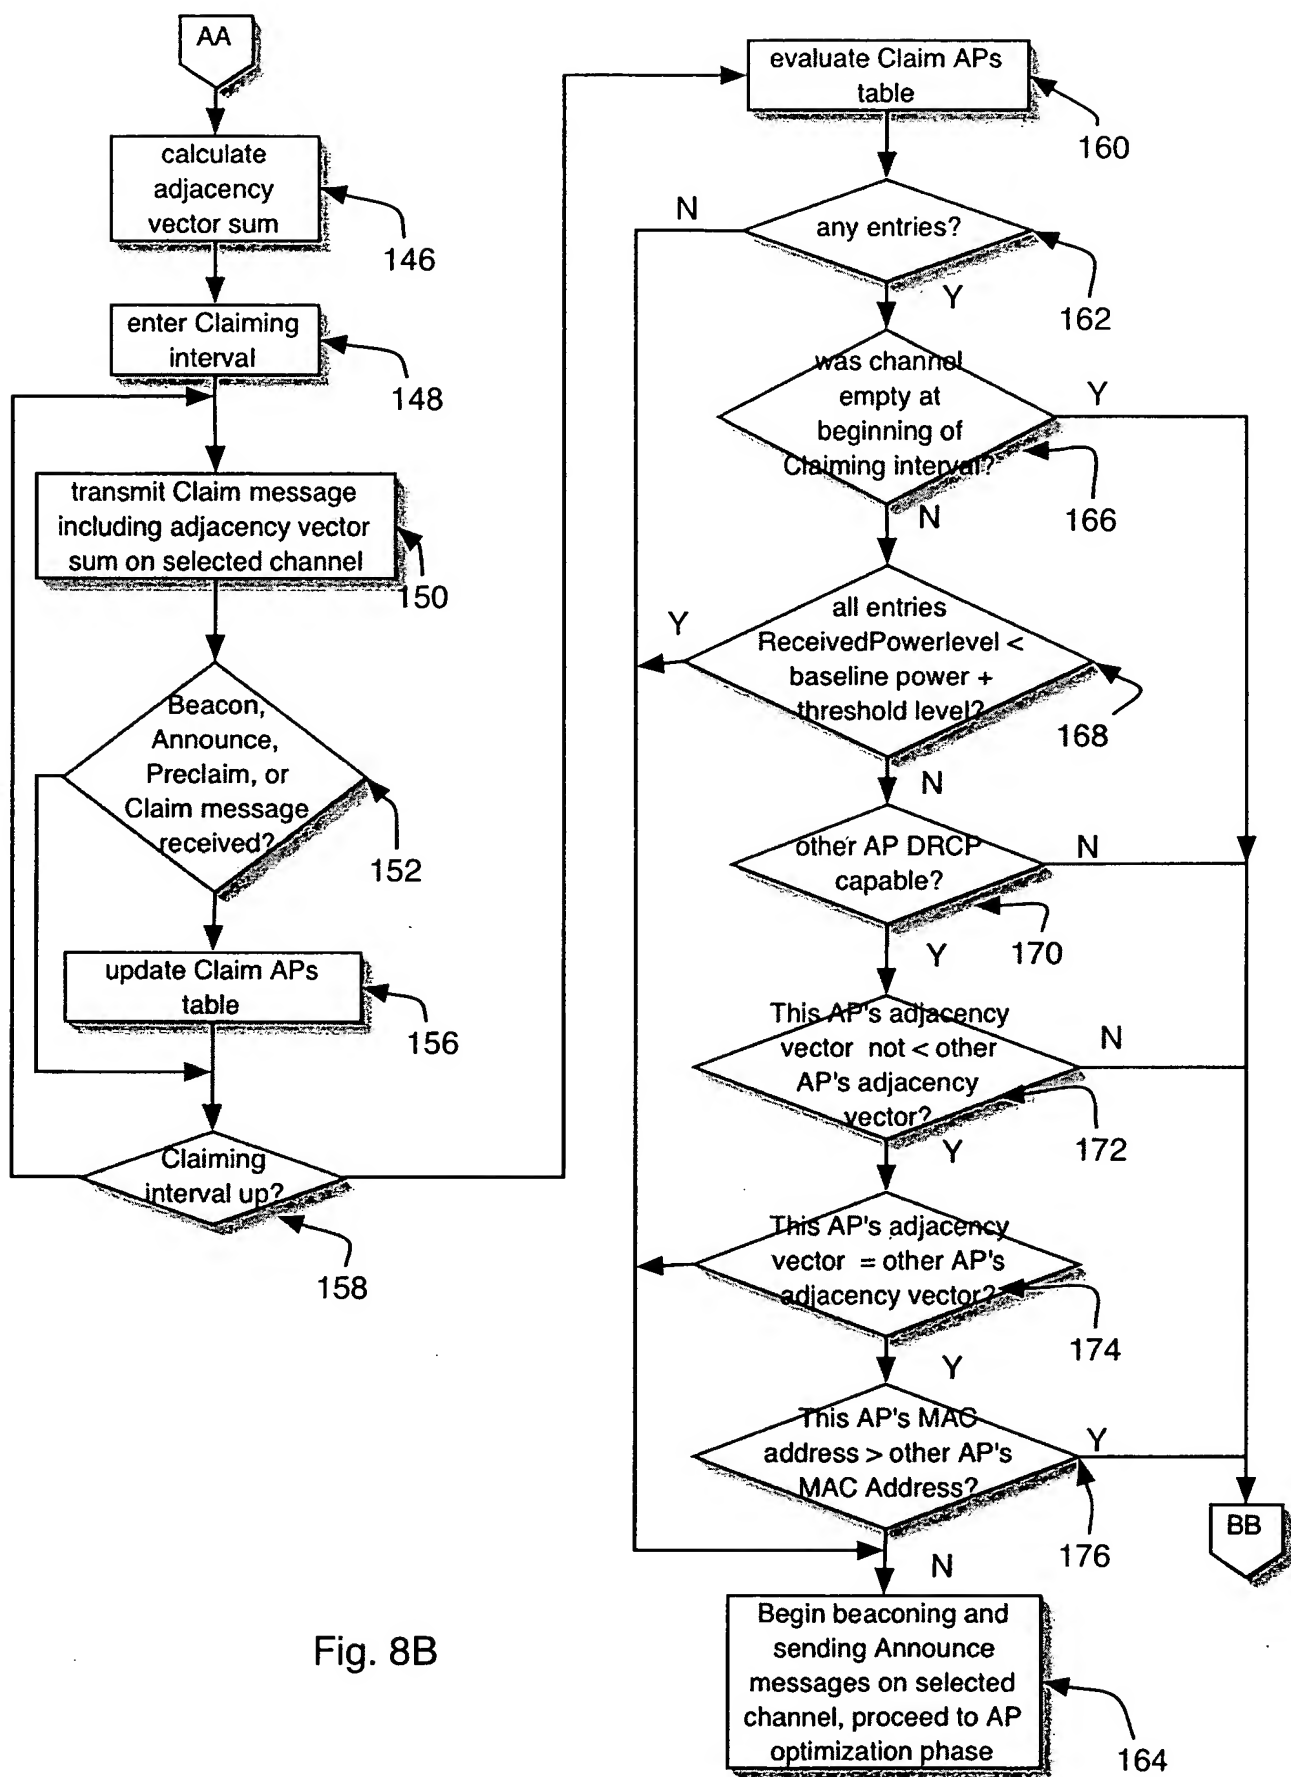 AA
calculate
adjacency
vector sum
146
enter Claiming
interval
148
transmit Claim message
including adjacency vector
sum on selected channel
150
Beacon,
Announce,
Preclaim, or
Claim message
received?
152
update Claim APs
table
156
Claiming
interval up?
158
evaluate Claim APs
table
160
any entries?
N
Y
162
was channel
empty at
beginning of
Claiming interval?
Y
N
166
all entries
ReceivedPowerlevel <
baseline power +
threshold level?
Y
N
168
other AP DRCP
capable?
N
Y
170
This AP's adjacency
vector not < other
AP's adjacency
vector?
N
Y
172
This AP's adjacency
vector = other AP's
adjacency vector?
Y
174
This AP's MAC
address > other AP's
MAC Address?
Y
N
176
BB
Begin beaconing and
sending Announce
messages on selected
channel, proceed to AP
optimization phase
164
Fig. 8B